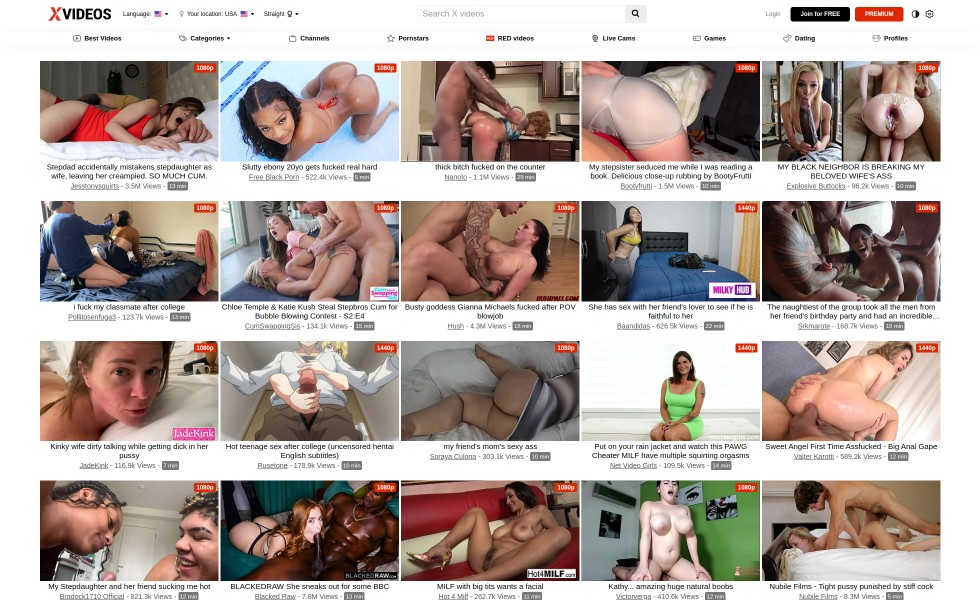 XVIDEOS
Language:
Your location: USA
Straight
Search X videos
Login
Join for FREE
PREMIUM
Best Videos
Categories
Channels
Pornstars
RED videos
Live Cams
Games
Dating
Profiles
1080p
Stepdad accidentally mistakens stepdaughter as
wife, leaving her creampied. SO MUCH CUM.
Jesstonysquirts - 3.5M Views - 13 min
1080p
Slutty ebony 20yo gets fucked real hard
Free Black Porn - 522.4k Views - 5 min
thick bitch fucked on the counter
Nanoto - 1.1M Views - 29 min
1080p
My stepsister seduced me while I was reading a
book. Delicious close-up rubbing by BootyFrutti
Bootyfrutti - 1.5M Views - 10 min
1080p
MY BLACK NEIGHBOR IS BREAKING MY
BELOVED WIFE'S ASS
Explosive Buttocks - 96.2k Views - 10 min
1080p
i fuck my classmate after college
Pollitosenfuga3 - 123.7k Views - 13 min
1080p
Chloe Temple & Katie Kush Steal Stepbros Cum for
Bubble Blowing Contest - S2:E4
CumSwappingSis - 134.1k Views - 15 min
1080p
Busty goddess Gianna Michaels fucked after POV
blowjob
Hush - 4.3M Views - 18 min
1440p
MILKY HUB
She has sex with her friend's lover to see if he is
faithful to her
Baandidas - 626.5k Views - 22 min
1080p
The naughtiest of the group took all the men from
her friend's birthday party and had an incredible...
Srkmarote - 168.7k Views - 10 min
1080p
JadeKink
Kinky wife dirty talking while getting dick in her
pussy
JadeKink - 116.9k Views - 7 min
1440p
Hot teenage sex after college (uncensored hentai
English subtitles)
Rusetone - 178.9k Views - 10 min
1080p
my friend's mom's sexy ass
Soraya Culona - 303.1k Views - 10 min
1440p
Put on your rain jacket and watch this PAWG
Cheater MILF have multiple squirting orgasms
Net Video Girls - 109.5k Views - 14 min
1440p
Sweet Angel First Time Assfucked - Big Anal Gape
Valter Karotti - 589.2k Views - 12 min
1080p
My Stepdaughter and her friend sucking me hot
Bradock1710 Official - 821.3k Views - 12 min
1080p
BLACKEDRAW
BLACKEDRAW She sneaks out for some BBC
Blacked Raw - 7.8M Views - 13 min
1080p
Hot4MILF.com
MILF with big tits wants a facial
Hot 4 Milf - 262.7k Views - 11 min
1080p
Kathy... amazing huge natural boobs
Victorverga - 410.6k Views - 12 min
1080p
Nubile Films - Tight pussy punished by stiff cock
Nubile Films - 8.3M Views - 5 min